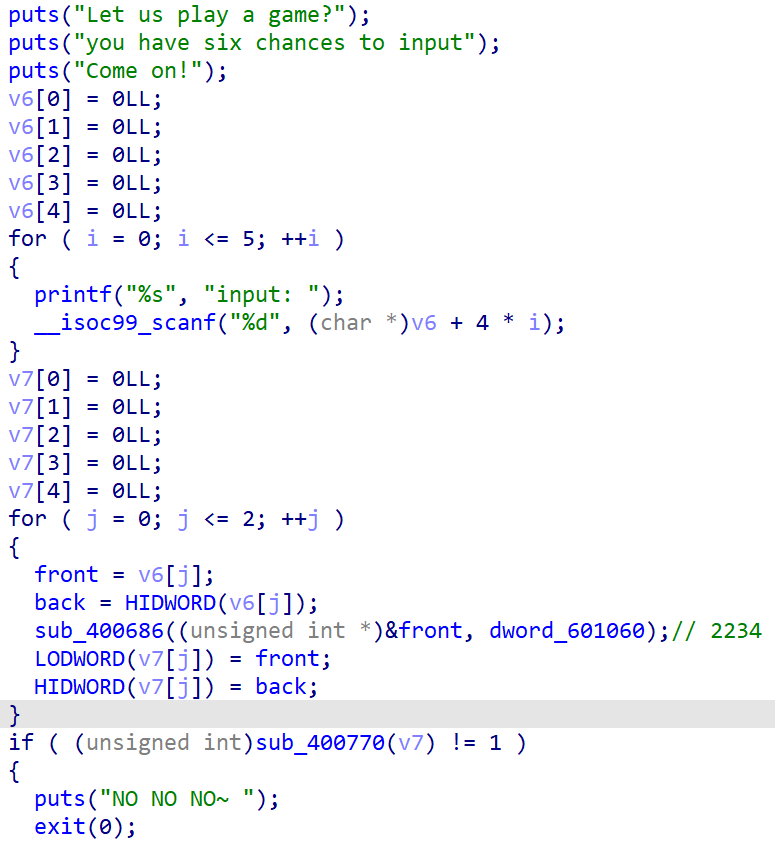 puts("Let us play a game?");
puts("you have six chances to input");
puts("Come on!");
v6[0] = 0LL;
v6[1] = 0LL;
v6[2] = 0LL;
v6[3] = 0LL;
v6[4] = 0LL;
for ( i = 0; i <= 5; ++i )
{
  printf("%s", "input: ");
  __isoc99_scanf("%d", (char *)v6 + 4 * i);
}
v7[0] = 0LL;
v7[1] = 0LL;
v7[2] = 0LL;
v7[3] = 0LL;
v7[4] = 0LL;
for ( j = 0; j <= 2; ++j )
{
  front = v6[j];
  back = HIDWORD(v6[j]);
  sub_400686((unsigned int *)&front, dword_601060);// 2234
  LODWORD(v7[j]) = front;
  HIDWORD(v7[j]) = back;
}
if ( (unsigned int)sub_400770(v7) != 1 )
{
  puts("NO NO NO~ ");
  exit(0);